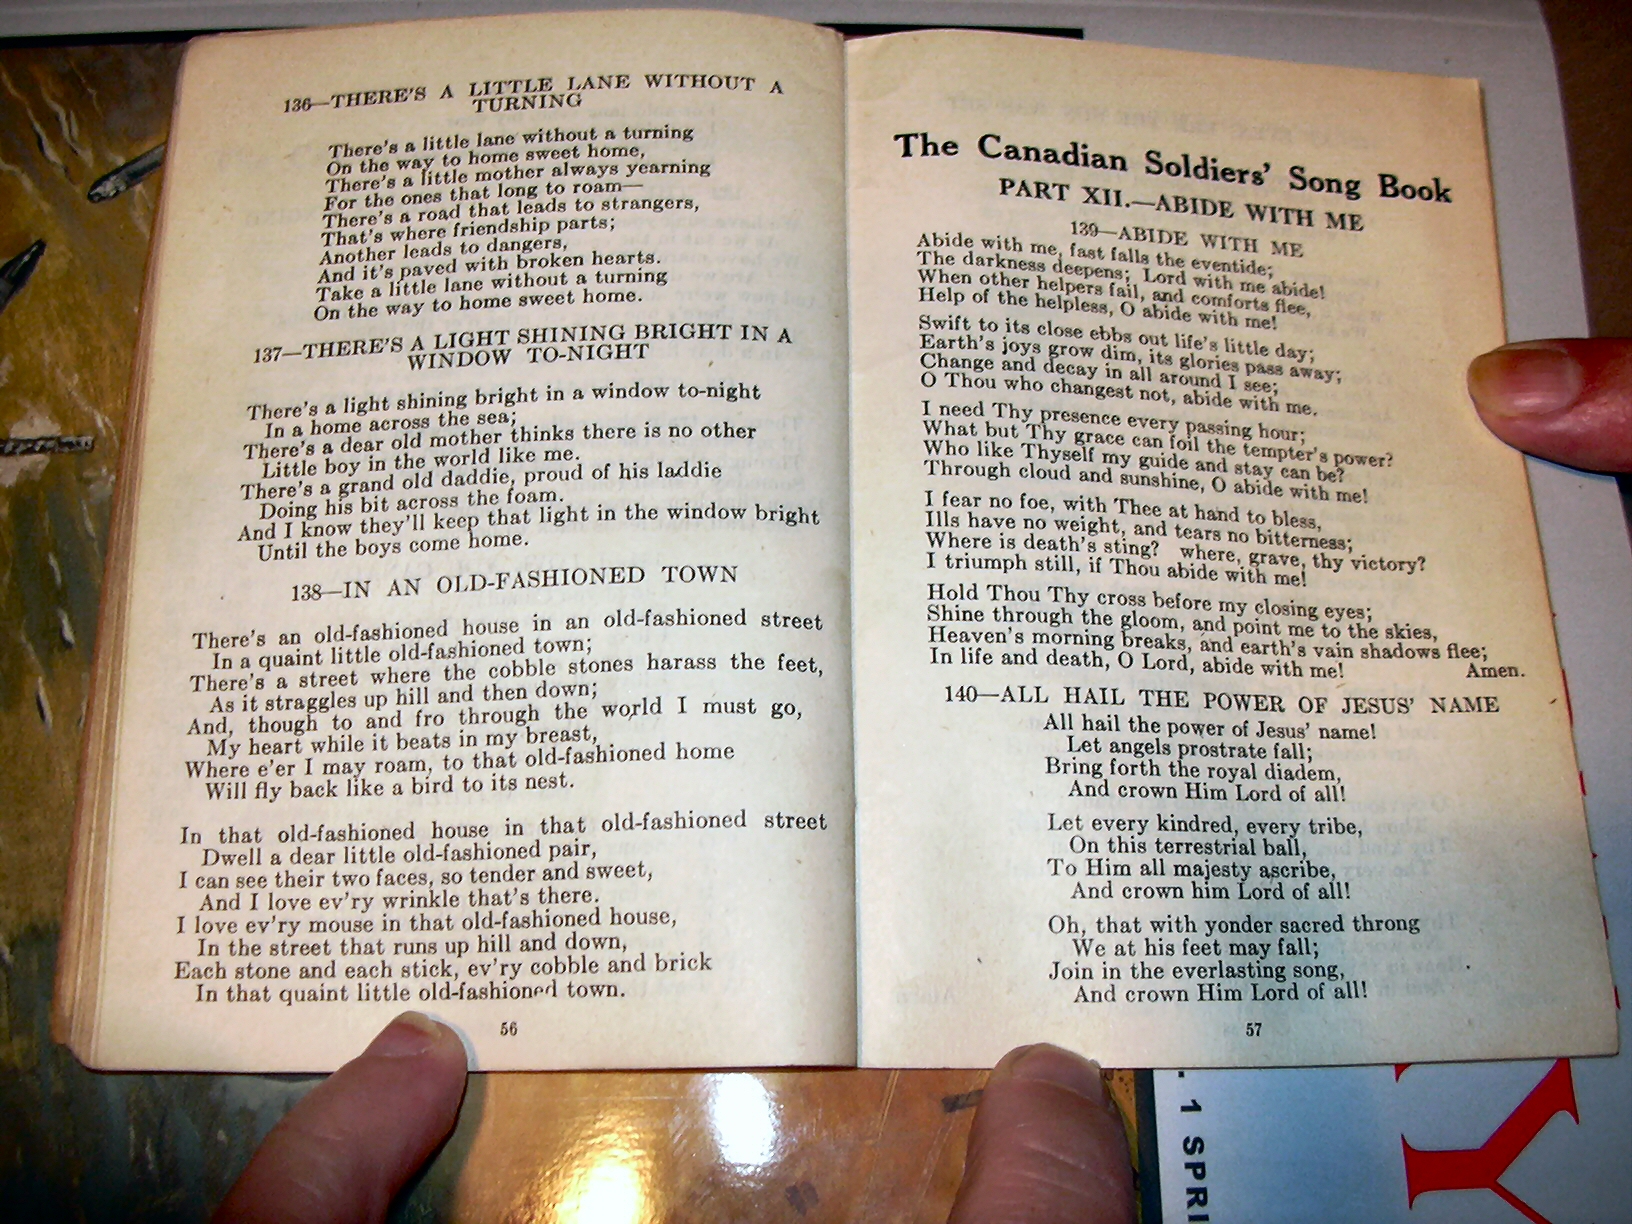 136—THERE'S A LITTLE LANE WITHOUT A
TURNING
There's a little lane without a turning
On the way to home sweet home,
There's a little mother always yearning
For the ones that long to roam—
There's a road that leads to strangers,
That's where friendship parts;
Another leads to dangers,
And it's paved with broken hearts.
Take a little lane without a turning
On the way to home sweet home.
137—THERE'S A LIGHT SHINING BRIGHT IN A
WINDOW TO-NIGHT
There's a light shining bright in a window to-night
In a home across the sea;
There's a dear old mother thinks there is no other
Little boy in the world like me.
There's a grand old daddie, proud of his laddie
Doing his bit across the foam.
And I know they'll keep that light in the window bright
Until the boys come home.
138—IN AN OLD-FASHIONED TOWN
There's an old-fashioned house in an old-fashioned street
In a quaint little old-fashioned town;
There's a street where the cobble stones harass the feet,
As it straggles up hill and then down;
And, though to and fro through the world I must go,
My heart while it beats in my breast,
Where e'er I may roam, to that old-fashioned home
Will fly back like a bird to its nest.
In that old-fashioned house in that old-fashioned street
Dwell a dear little old-fashioned pair,
I can see their two faces, so tender and sweet,
And I love ev'ry wrinkle that's there.
I love ev'ry mouse in that old-fashioned house,
In the street that runs up hill and down,
Each stone and each stick, ev'ry cobble and brick
In that quaint little old-fashioned town.
56
The Canadian Soldiers' Song Book
PART XII.—ABIDE WITH ME
139—ABIDE WITH ME
Abide with me, fast falls the eventide;
The darkness deepens; Lord with me abide!
When other helpers fail, and comforts flee,
Help of the helpless, O abide with me!
Swift to its close ebbs out life's little day;
Earth's joys grow dim, its glories pass away;
Change and decay in all around I see;
O Thou who changest not, abide with me.
I need Thy presence every passing hour;
What but Thy grace can foil the tempter's power?
Who like Thyself my guide and stay can be?
Through cloud and sunshine, O abide with me!
I fear no foe, with Thee at hand to bless,
Ills have no weight, and tears no bitterness;
Where is death's sting? where, grave, thy victory?
I triumph still, if Thou abide with me!
Hold Thou Thy cross before my closing eyes;
Shine through the gloom, and point me to the skies,
Heaven's morning breaks, and earth's vain shadows flee;
In life and death, O Lord, abide with me! Amen.
140—ALL HAIL THE POWER OF JESUS' NAME
All hail the power of Jesus' name!
Let angels prostrate fall;
Bring forth the royal diadem,
And crown Him Lord of all!
Let every kindred, every tribe,
On this terrestrial ball,
To Him all majesty ascribe,
And crown him Lord of all!
Oh, that with yonder sacred throng
We at his feet may fall;
Join in the everlasting song,
And crown Him Lord of all!
57
. 1 SPRI
Y